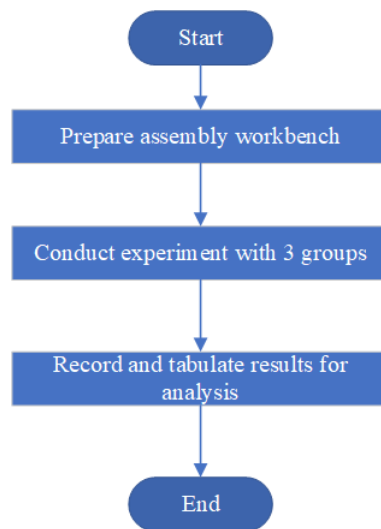 Start
Prepare assembly workbench
Conduct experiment with 3 groups
Record and tabulate results for
analysis
End